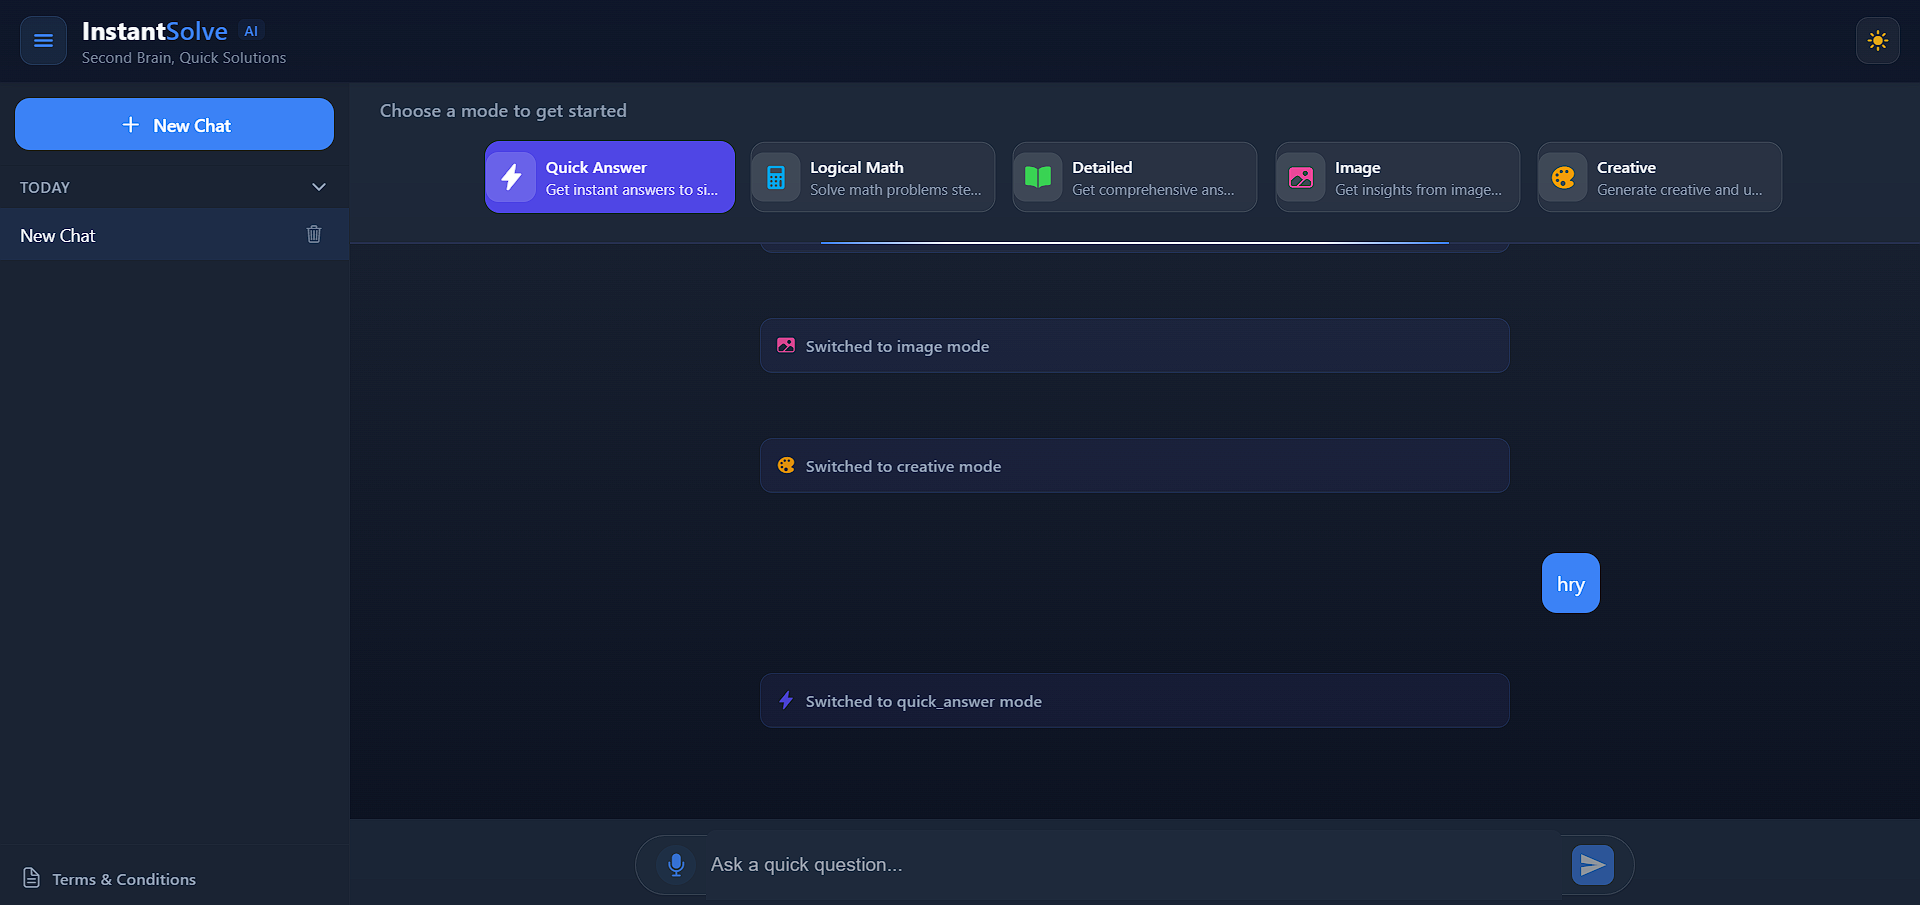 InstantSolve AI
Second Brain, Quick Solutions
New Chat
TODAY
New Chat
Terms & Conditions
Choose a mode to get started
Quick Answer
Get instant answers to si...
Logical Math
Solve math problems ste...
Detailed
Get comprehensive ans...
Image
Get insights from image...
Creative
Generate creative and u...
Switched to image mode
Switched to creative mode
hry
Switched to quick_answer mode
Ask a quick question...